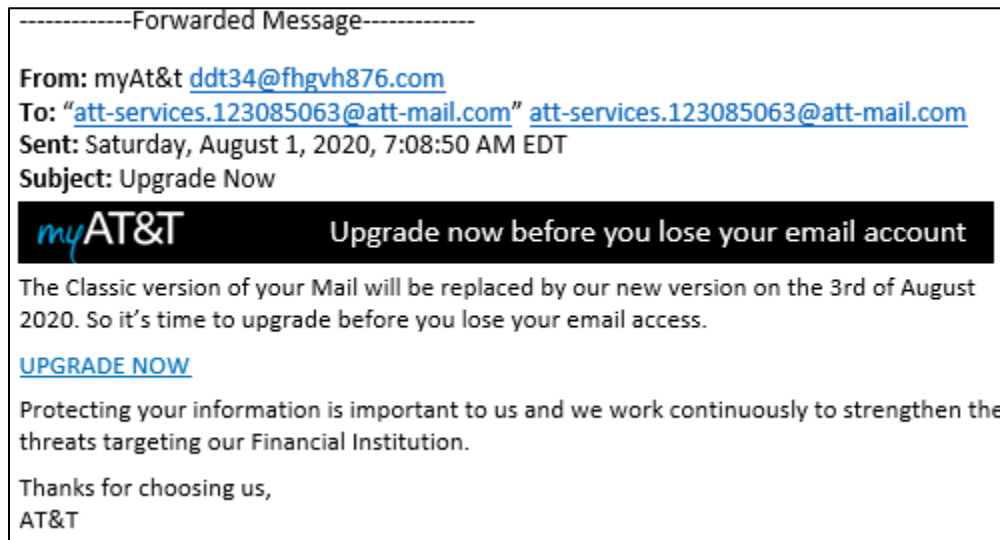 -------------Forwarded Message-------------
From: myAt&t ddt34@fhgvh876.com
To: “att-services.123085063@att-mail.com” att-services.123085063@att-mail.com
Sent: Saturday, August 1, 2020, 7:08:50 AM EDT
Subject: Upgrade Now
myAT&T Upgrade now before you lose your email account
The Classic version of your Mail will be replaced by our new version on the 3rd of August
2020. So it’s time to upgrade before you lose your email access.
UPGRADE NOW
Protecting your information is important to us and we work continuously to strengthen the
threats targeting our Financial Institution.
Thanks for choosing us,
AT&T